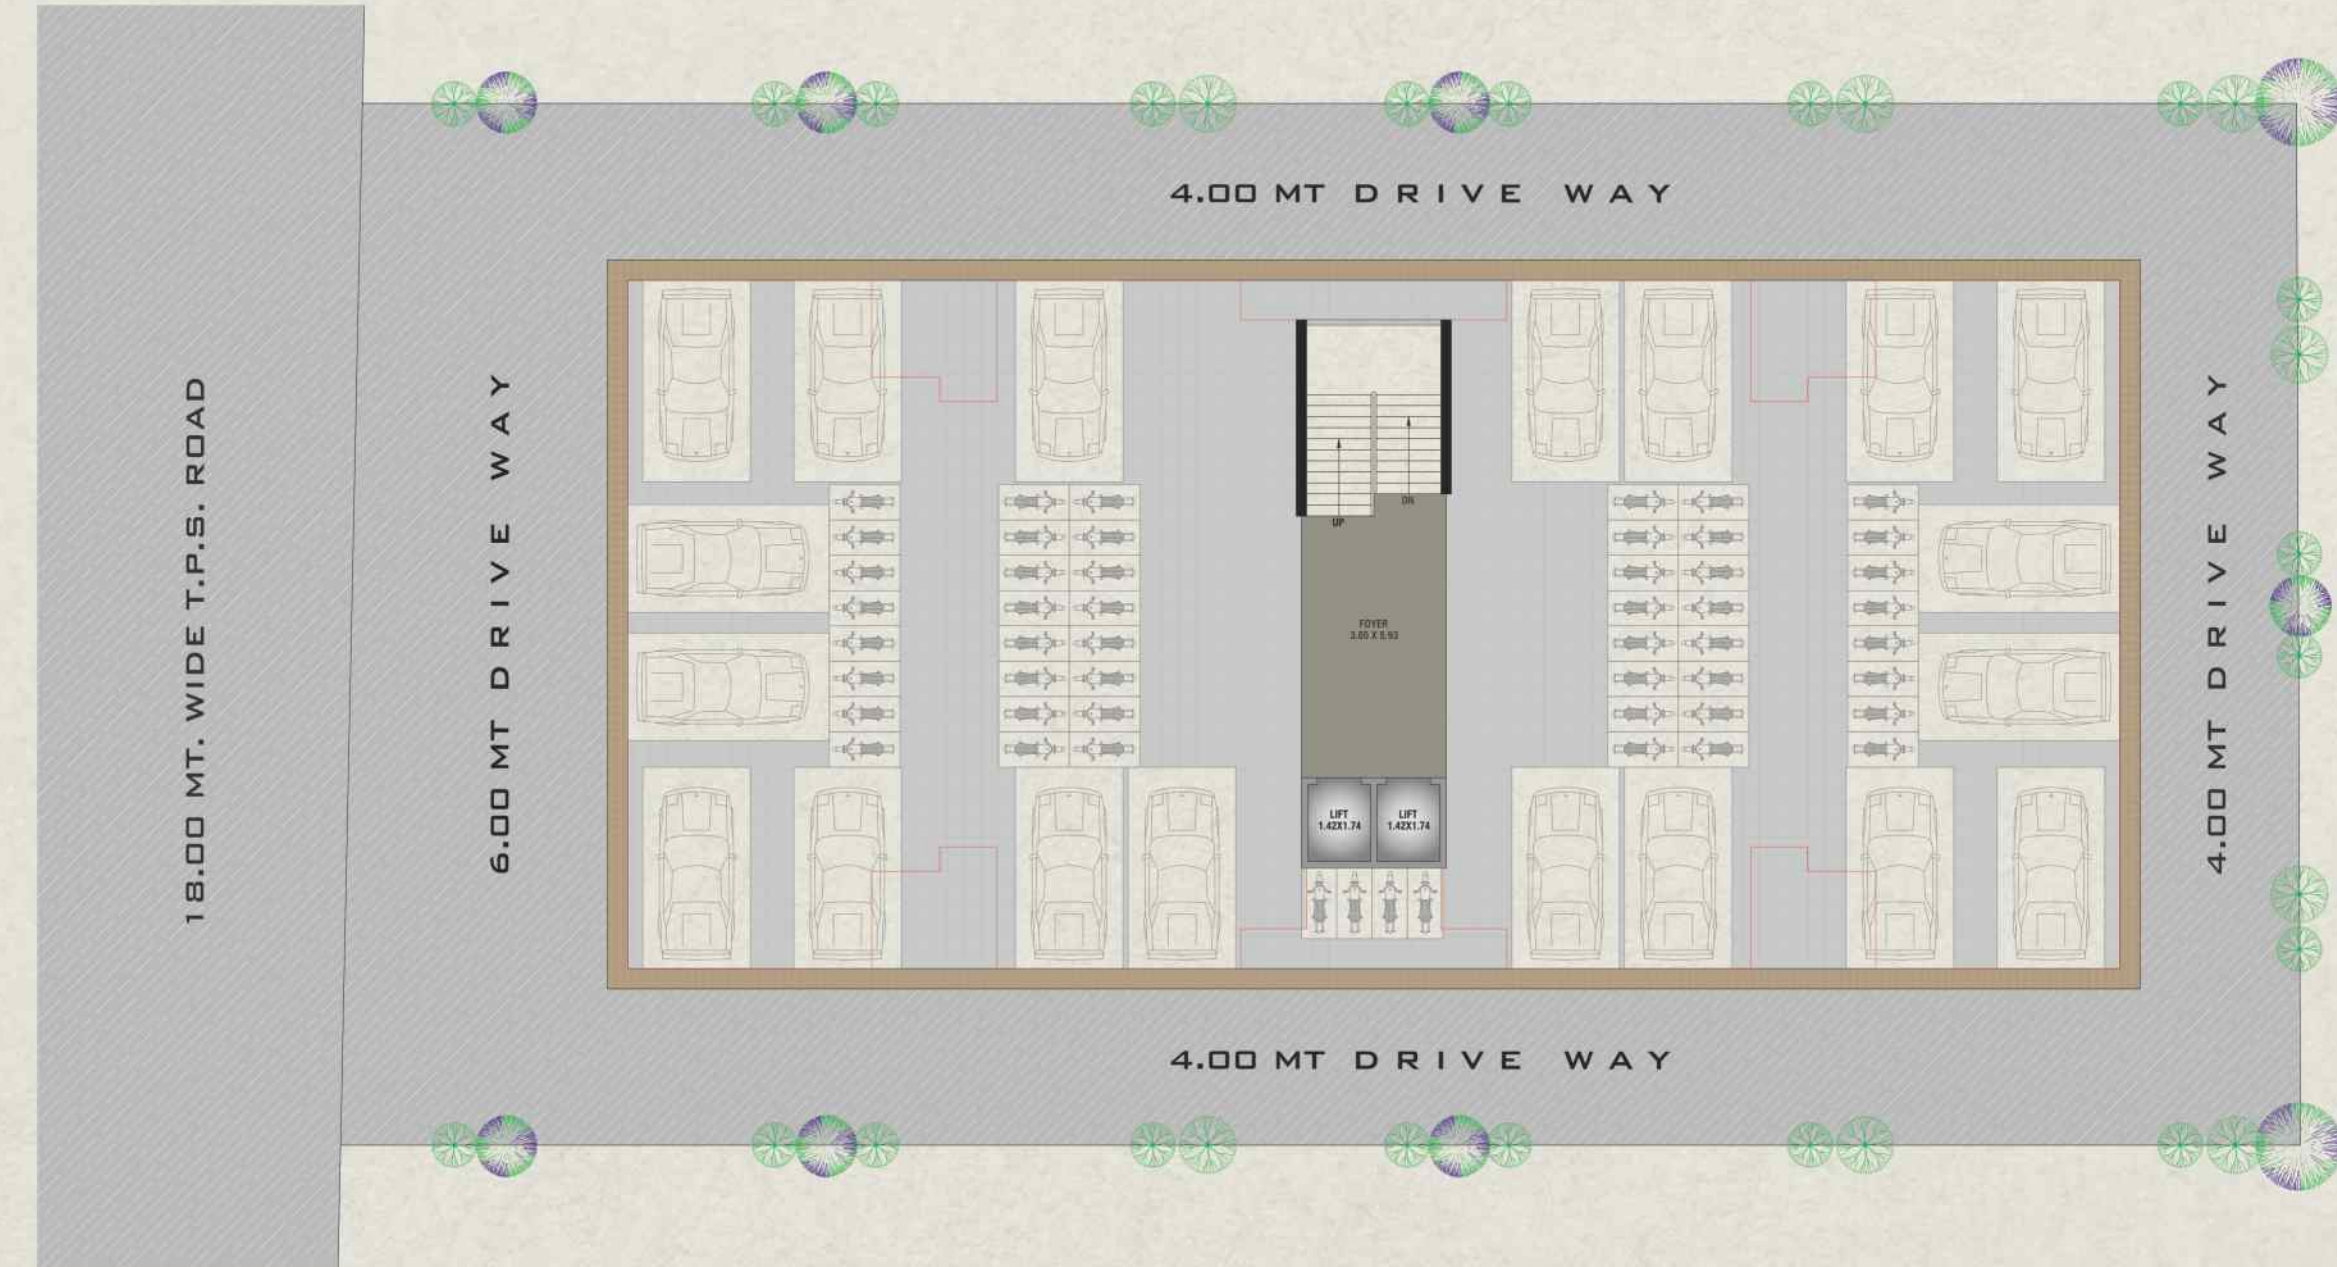 4.00 MT DRIVE WAY
18.00 MT. WIDE T.P.S. ROAD
6.00 MT DRIVE WAY
4.00 MT DRIVE WAY
UP
DN
FOYER
LIFT
1.42X1.74
LIFT
1.42X1.74
4.00 MT DRIVE WAY